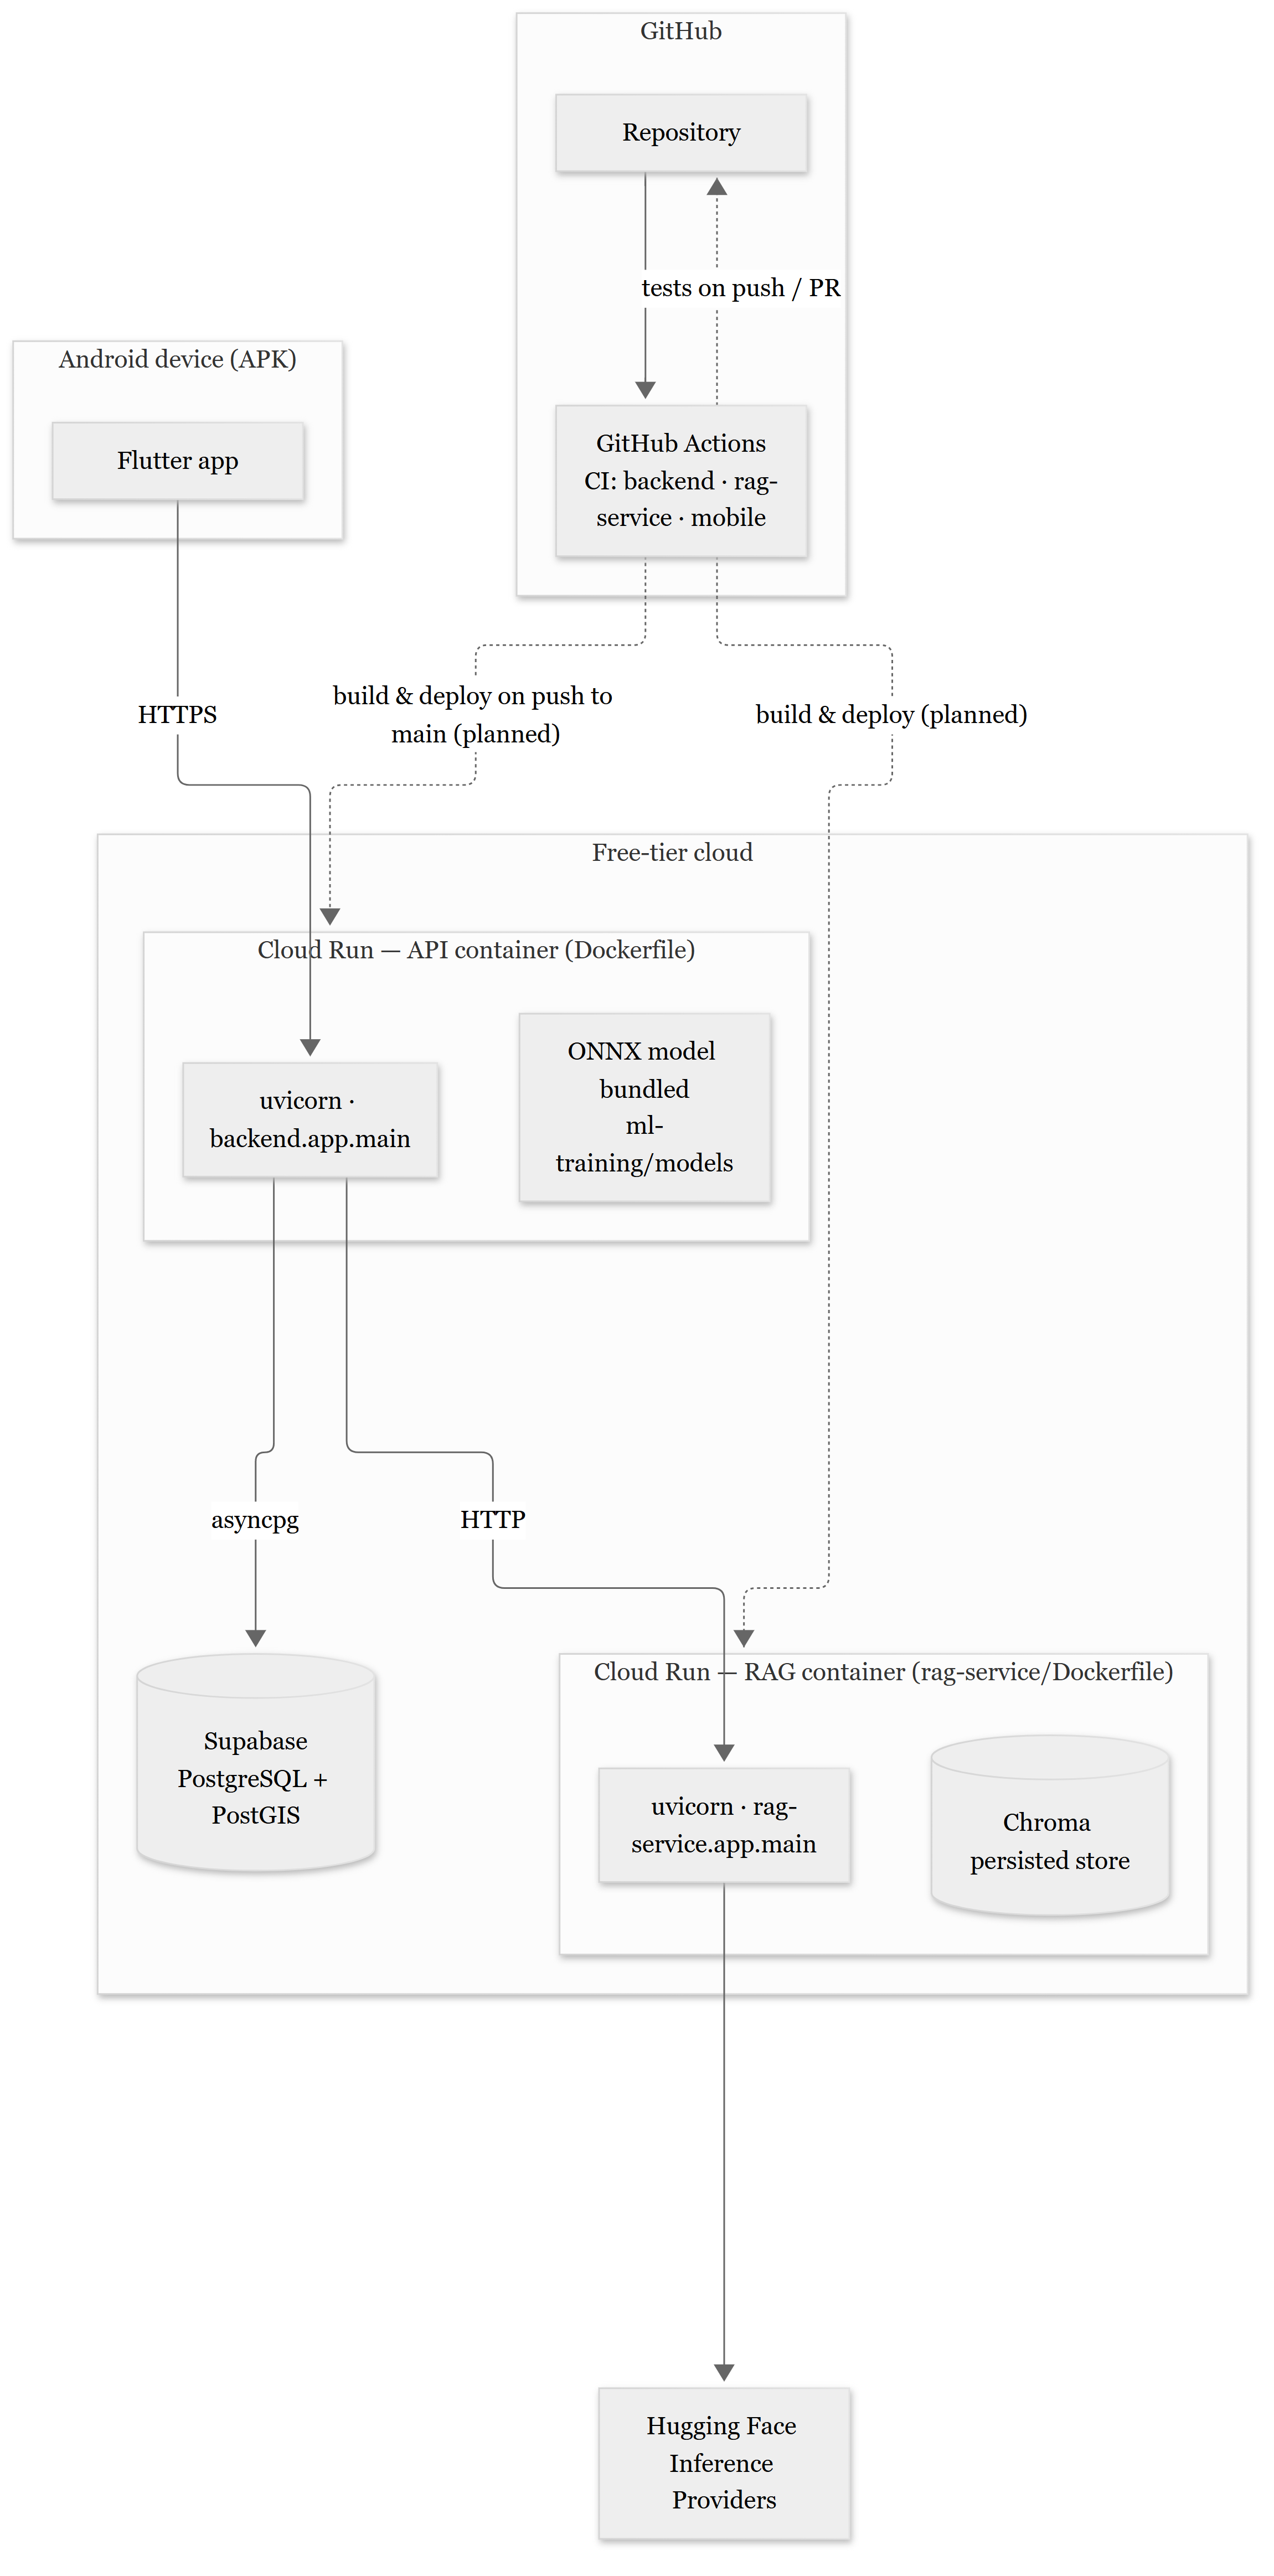 GitHub
Repository
tests on push / PR
Android device (APK)
Flutter app
GitHub Actions
CI: backend · rag-
service · mobile
HTTPS
build & deploy on push to
main (planned)
build & deploy (planned)
Free-tier cloud
Cloud Run — API container (Dockerfile)
uvicorn ·
backend.app.main
ONNX model
bundled
ml-
training/models
asyncpg
HTTP
Supabase
PostgreSQL +
PostGIS
Cloud Run — RAG container (rag-service/Dockerfile)
uvicorn · rag-
service.app.main
Chroma
persisted store
Hugging Face
Inference
Providers